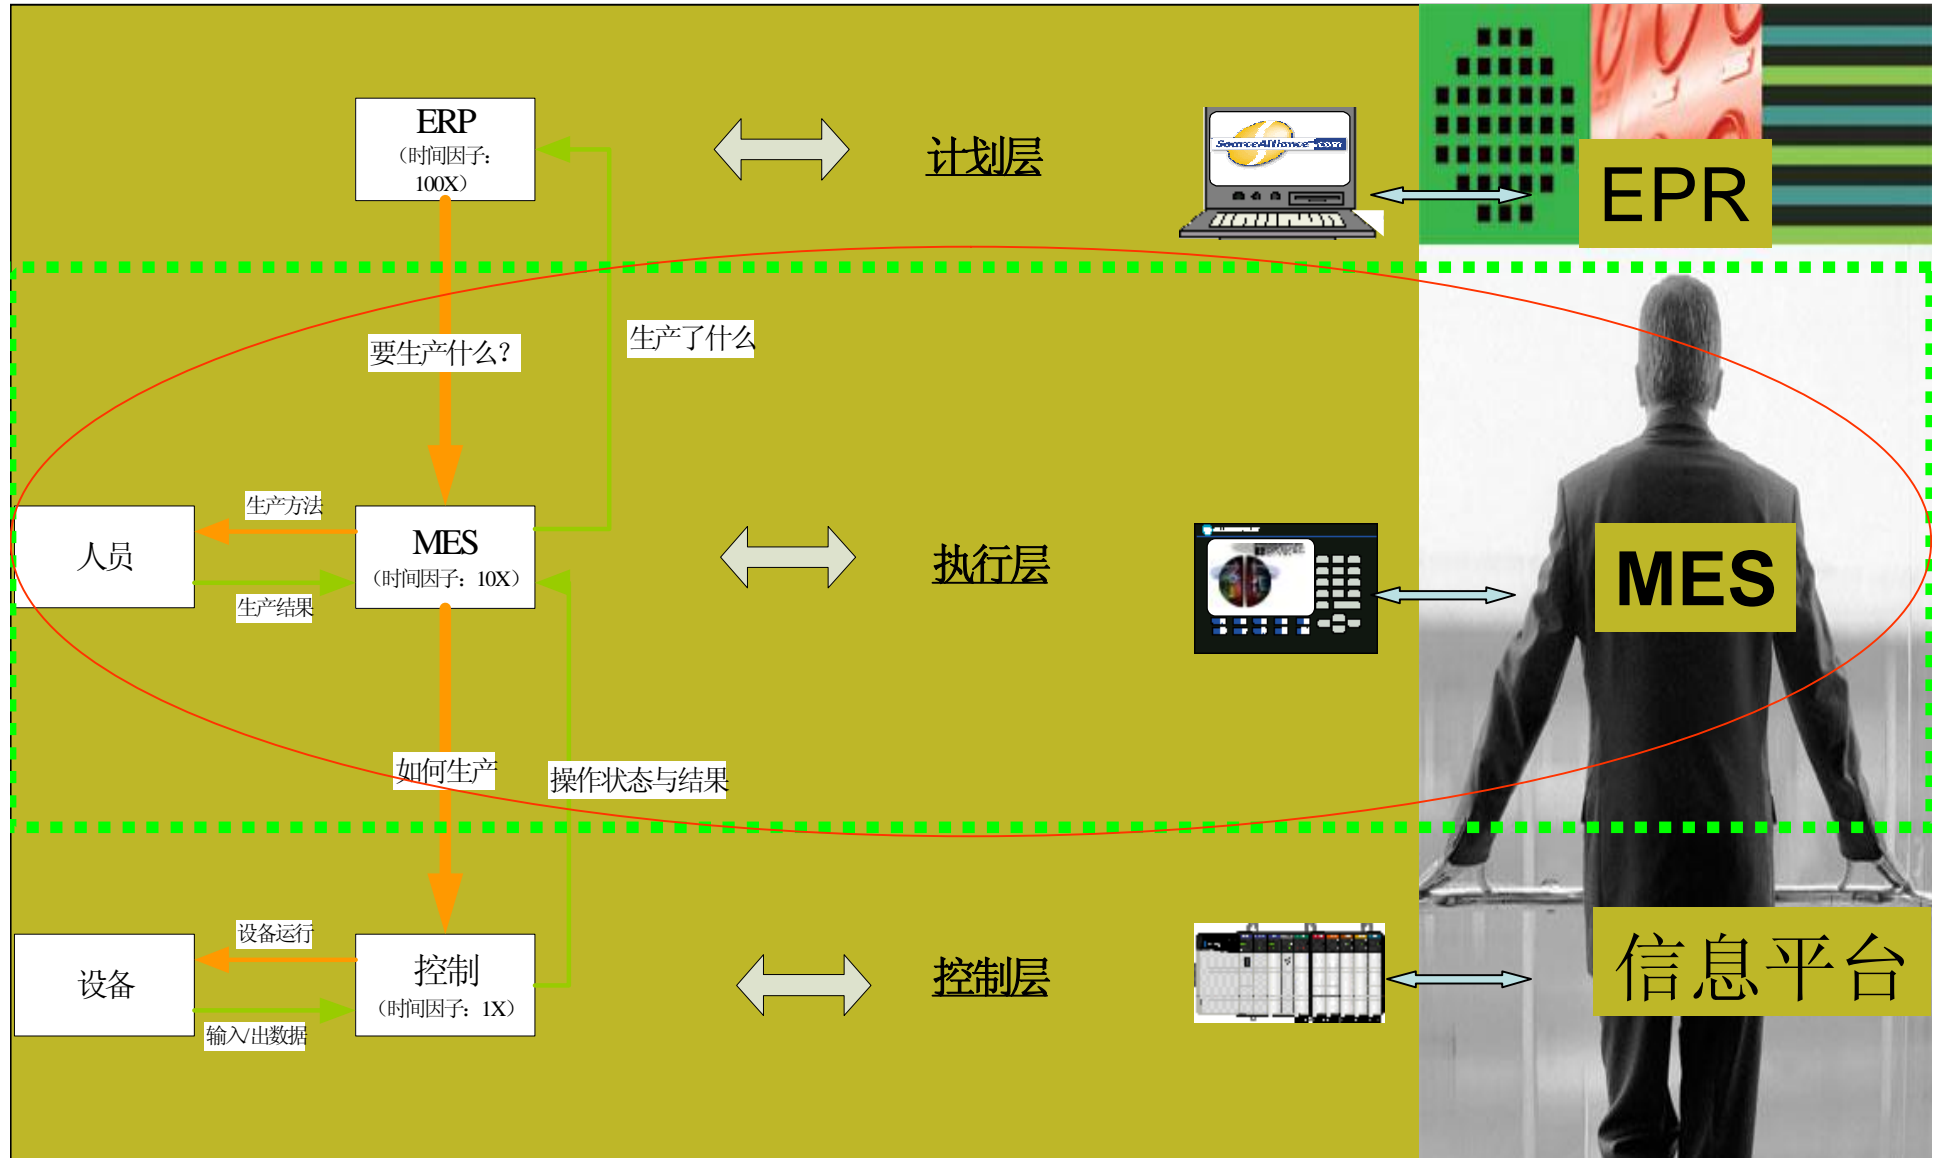 ERP
（时间因子：
100X）
计划层
SourceAlliance.com
EPR
要生产什么？
生产了什么
生产方法
人员
MES
（时间因子：10X）
生产结果
执行层
MES
如何生产
操作状态与结果
设备运行
设备
控制
（时间因子：1X）
输入/出数据
控制层
信息平台